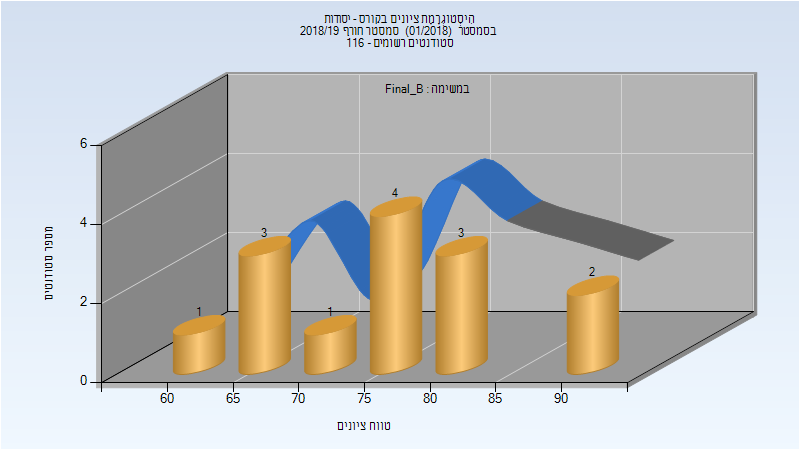 היסטוגרמת ציונים בקורס - יסודות
בסמסטר (01/2018) סמסטר חורף 2018/19
סטודנטים רשומים - 116
במשימה : Final_B
מספר סטודנטים
6
4
2
0
1
3
1
4
3
2
60
65
70
75
80
85
90
טווח ציונים